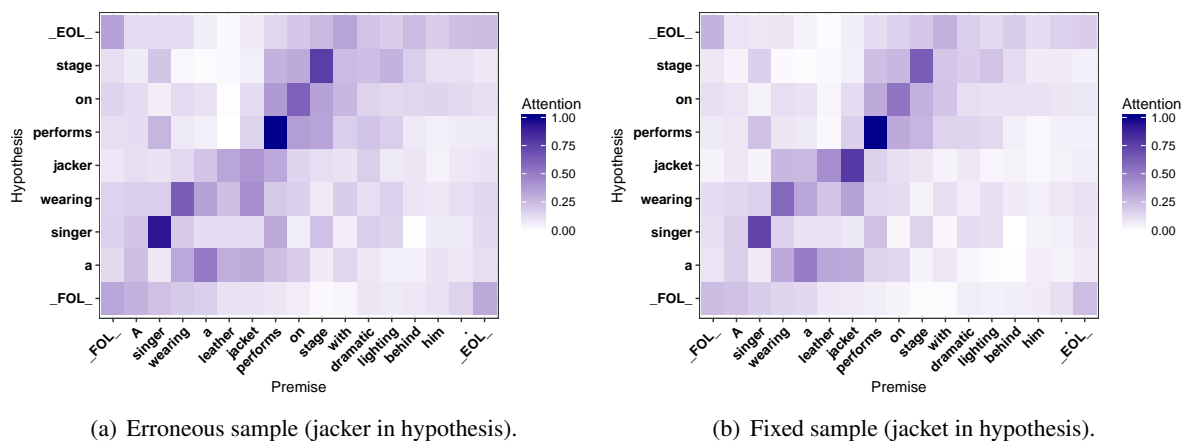 _EOL_
stage
on
performs
jacker
wearing
singer
a
_FOL_
Hypothesis
_FOL_ A singer wearing a leather jacket performs on stage with dramatic lighting behind him . _EOL_
Premise
Attention
1.00
0.75
0.50
0.25
0.00
(a) Erroneous sample (jacker in hypothesis).
_EOL_
stage
on
performs
jacket
wearing
singer
a
_FOL_
Hypothesis
_FOL_ A singer wearing a leather jacket performs on stage with dramatic lighting behind him . _EOL_
Premise
Attention
1.00
0.75
0.50
0.25
0.00
(b) Fixed sample (jacket in hypothesis).